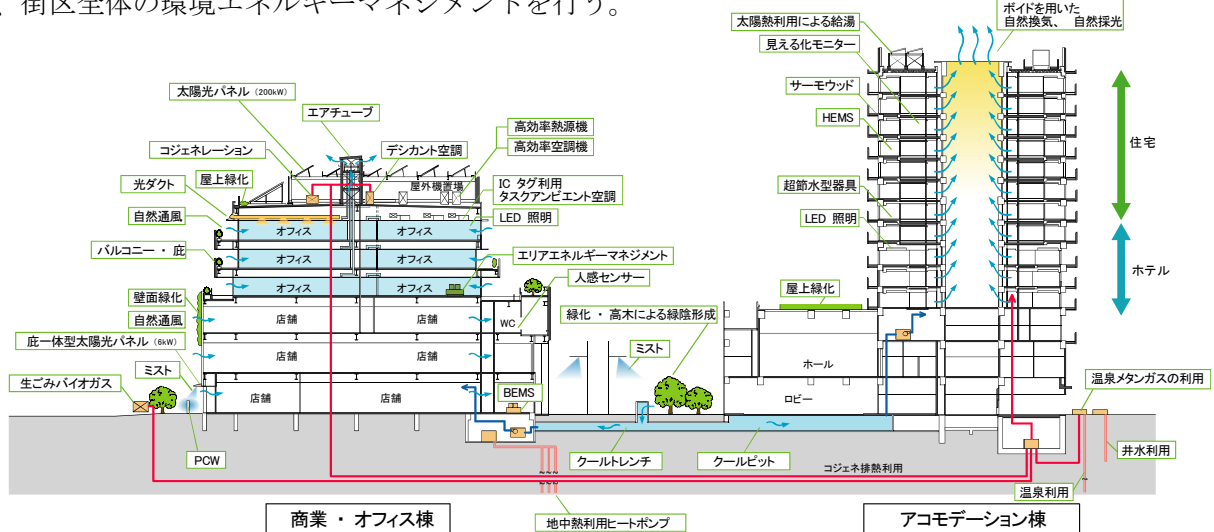 、街区全体の環境エネルギーマネジメントを行う。
太陽熱利用による給湯
ボイドを用いた
自然換気、 自然採光
見える化モニター
太陽光パネル (200kW)
サーモウッド
エアチューブ
高効率熱源機
HEMS
コジェネレーション
デシカント空調
高効率空調機
住宅
光ダクト
屋上緑化
屋外機置場
IC タグ利用
タスクアンビエント空調
超節水型器具
自然通風
LED 照明
LED 照明
オフィス
オフィス
バルコニー ・ 庇
オフィス
オフィス
エリアエネルギーマネジメント
ホテル
人感センサー
オフィス
オフィス
屋上緑化
壁面緑化
自然通風
店舗
店舗
WC
緑化 ・ 高木による緑陰形成
庇一体型太陽光パネル (6kW)
店舗
店舗
ミスト
ホール
ミスト
生ごみバイオガス
温泉メタンガスの利用
店舗
店舗
BEMS
ロビー
PCW
クールトレンチ
クールピット
井水利用
コジェネ排熱利用
温泉利用
商業 ・ オフィス棟
地中熱利用ヒートポンプ
アコモデーション棟